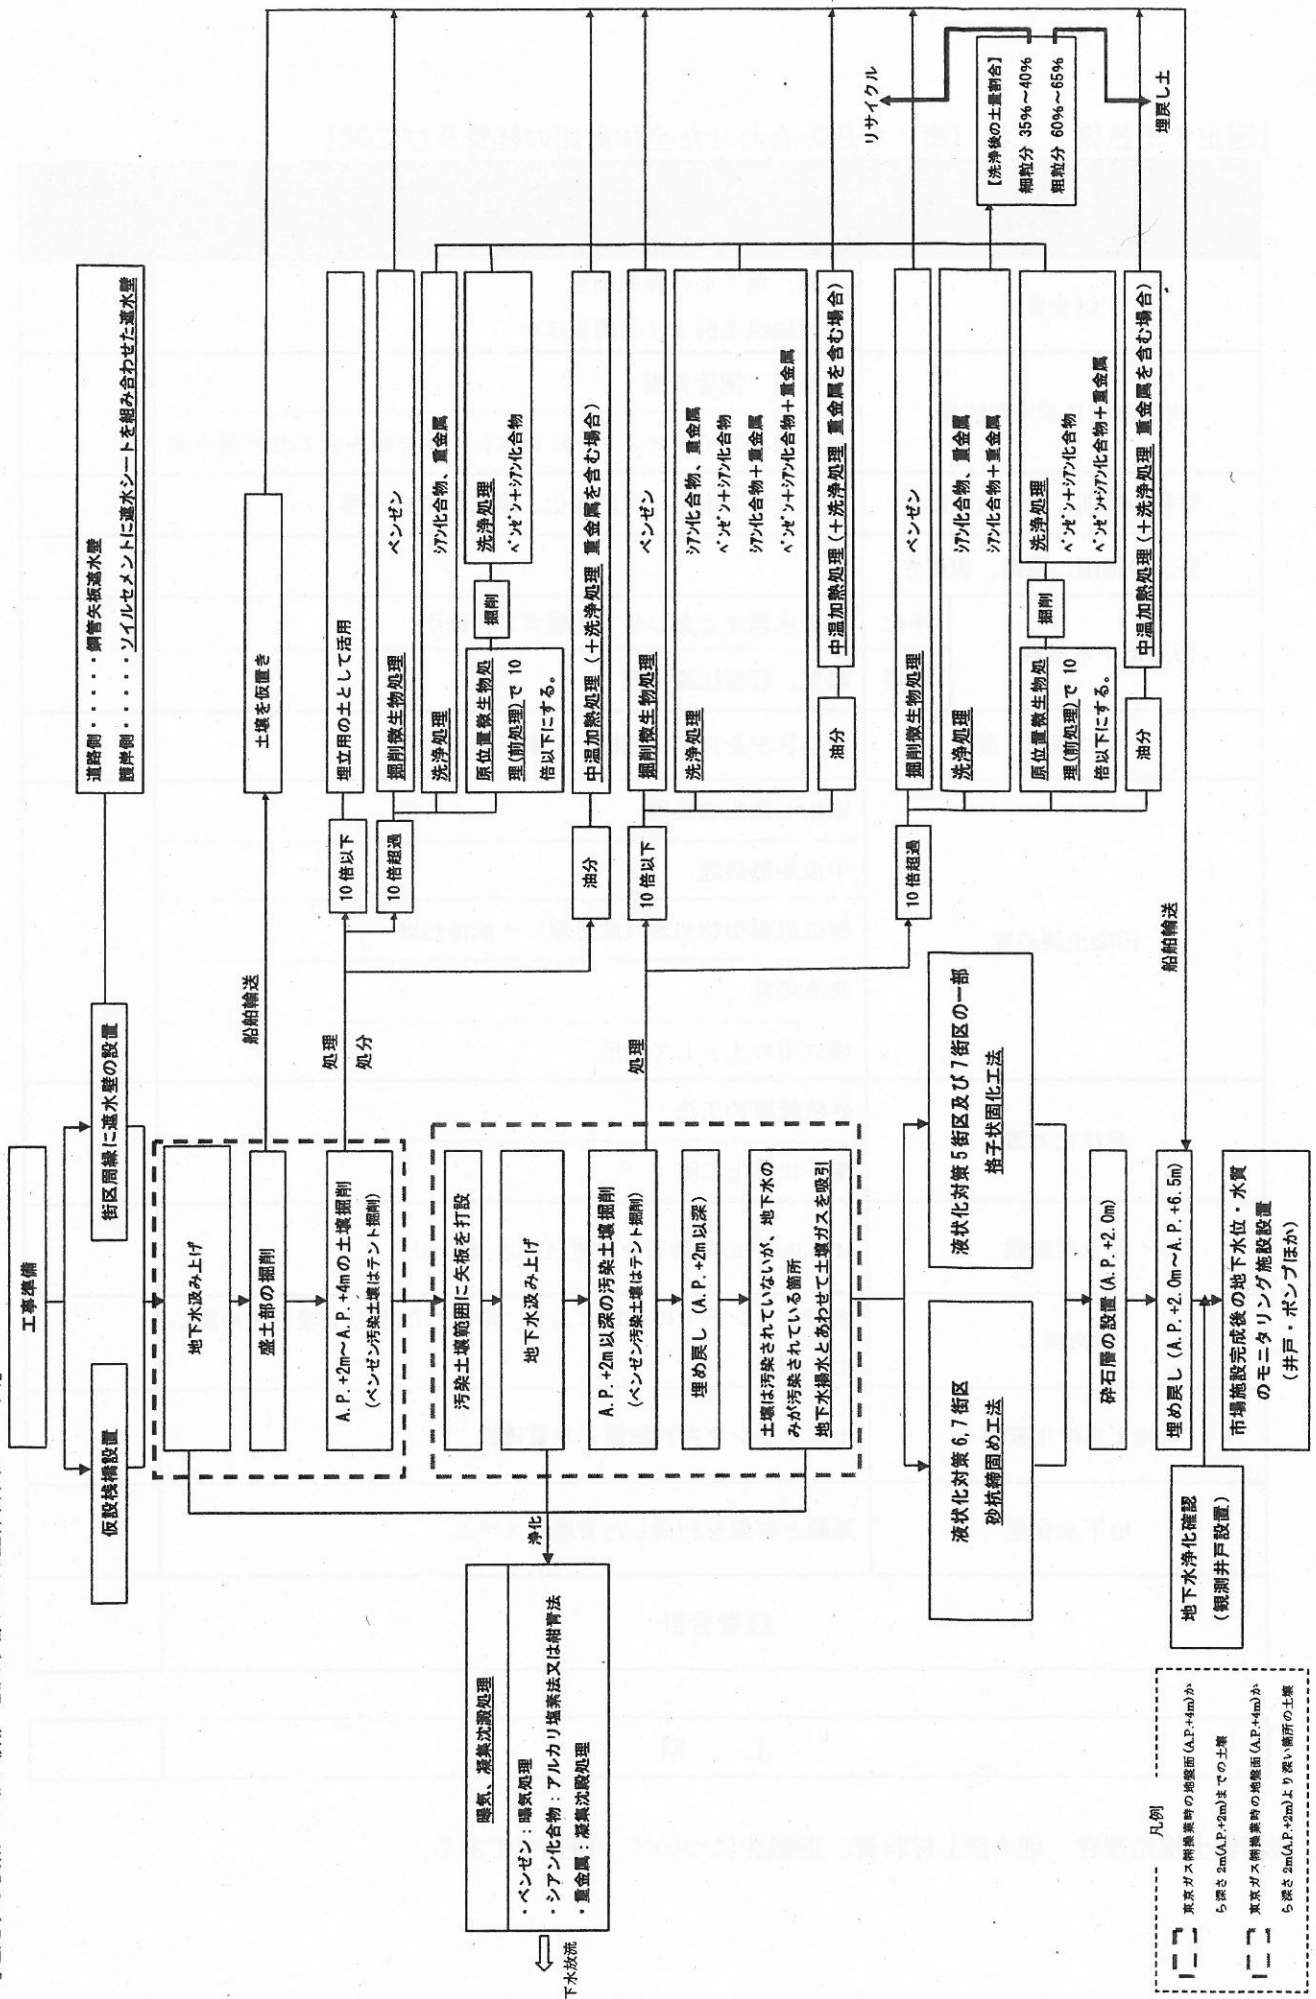 工事準備
仮設桟橋設置
街区周縁に遮水壁の設置
道路側・・・・・鋼管矢板遮水壁
護岸側・・・・・ソイルセメントに遮水シートを組み合わせた遮水壁
地下水汲み上げ
盛土部の掘削
船舶輸送
土壌を仮置き
A.P.+2m～A.P.+4mの土壌掘削
(ベンゼン汚染土壌はテント掘削)
処理
処分
10倍以下
埋立用の土として活用
10倍超過
掘削微生物処理
ベンゼン
洗浄処理
シアン化合物、重金属
原位置微生物処
理(前処理)で10
倍以下にする。
掘削
洗浄処理
ベンゼン+シアン化合物
油分
中温加熱処理(+洗浄処理 重金属を含む場合)
汚染土壌範囲に矢板を打設
地下水汲み上げ
浄化
曝気、凝集沈澱処理
・ベンゼン:曝気処理
・シアン化合物:アルカリ塩素法又は紺青法
・重金属:凝集沈殿処理
下水放流
A.P.+2m以深の汚染土壌掘削
(ベンゼン汚染土壌はテント掘削)
処理
10倍以下
掘削微生物処理
ベンゼン
洗浄処理
シアン化合物、重金属
ベンゼン+シアン化合物
シアン化合物+重金属
ベンゼン+シアン化合物+重金属
油分
中温加熱処理(+洗浄処理 重金属を含む場合)
10倍超過
掘削微生物処理
ベンゼン
洗浄処理
シアン化合物、重金属
シアン化合物+重金属
原位置微生物処
理(前処理)で10
倍以下にする。
掘削
洗浄処理
ベンゼン+シアン化合物
ベンゼン+シアン化合物+重金属
油分
中温加熱処理(+洗浄処理 重金属を含む場合)
リサイクル
【洗浄後の土量割合】
細粒分 35%～40%
粗粒分 60%～65%
埋戻し土
埋め戻し(A.P.+2m以深)
土壌は汚染されていないが、地下水の
みが汚染されている箇所
地下水揚水とあわせて土壌ガスを吸引
液状化対策6,7街区
砂杭締固め工法
液状化対策5街区及び7街区の一部
格子状固化工法
砕石層の設置(A.P.+2.0m)
船舶輸送
埋め戻し(A.P.+2.0m～A.P.+6.5m)
地下水浄化確認
(観測井戸設置)
市場施設完成後の地下水位・水質
のモニタリング施設設置
(井戸・ポンプほか)
凡例
東京ガス㈱操業時の地盤面(A.P.+4m)か
ら深さ2m(A.P.+2m)までの土壌
東京ガス㈱操業時の地盤面(A.P.+4m)か
ら深さ2m(A.P.+2m)より深い箇所の土壌